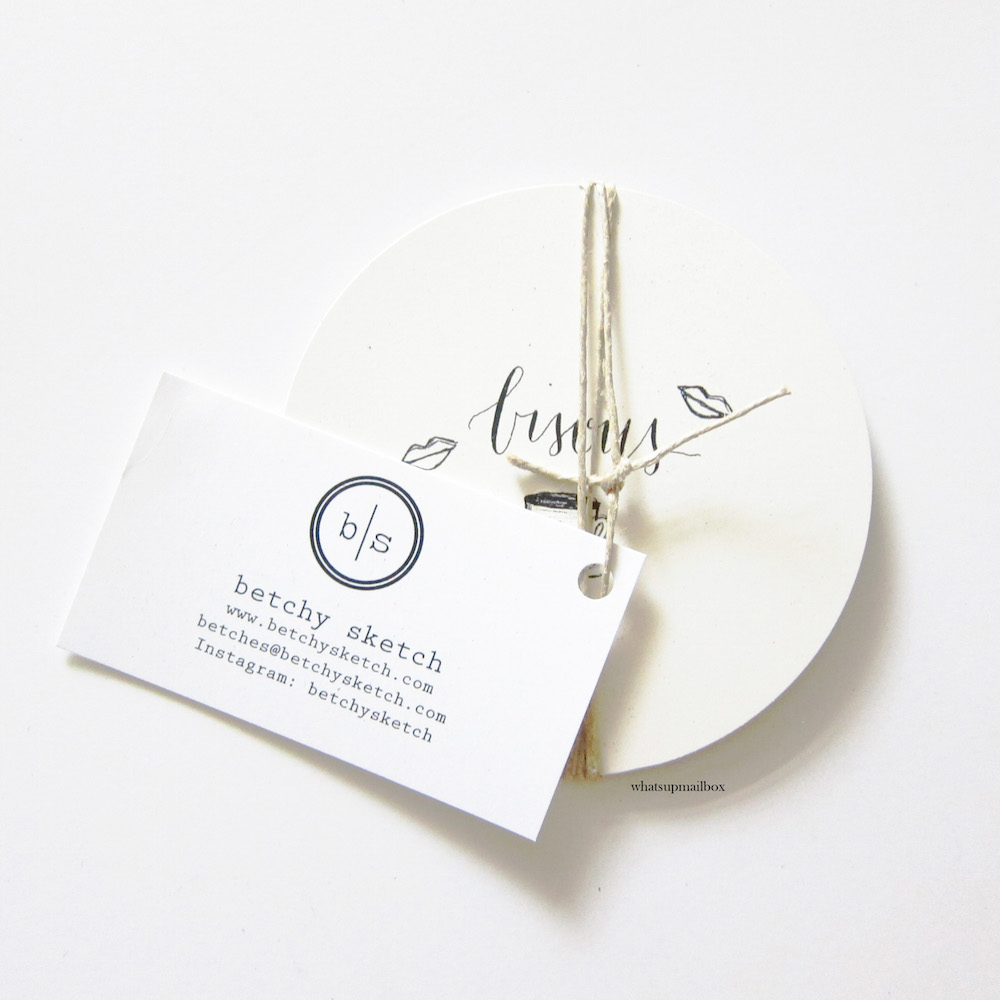 bisous
b|s
betchy sketch
www.betchysketch.com
betches@betchysketch.com
Instagram: betchysketch
whatsupmailbox